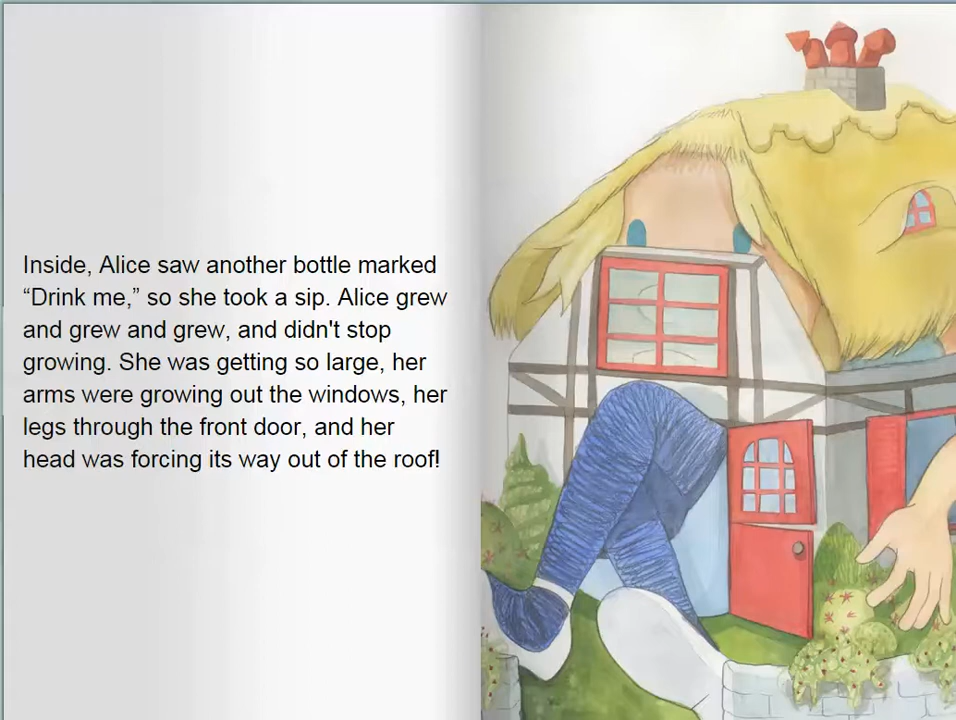 Inside, Alice saw another bottle marked
“Drink me,” so she took a sip. Alice grew
and grew and grew, and didn't stop
growing. She was getting so large, her
arms were growing out the windows, her
legs through the front door, and her
head was forcing its way out of the roof!